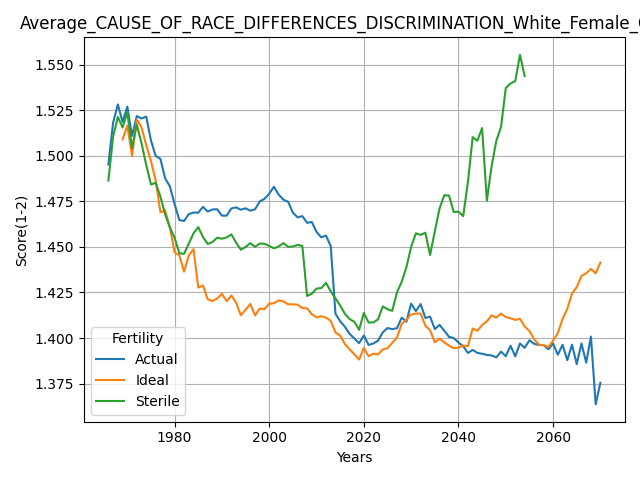 Average_CAUSE_OF_RACE_DIFFERENCES_DISCRIMINATION_White_Female_
1.550
1.525
1.500
1.475
1.450
1.425
1.400
1.375
Score(1-2)
Fertility
Actual
Ideal
Sterile
1980
2000
2020
2040
2060
Years